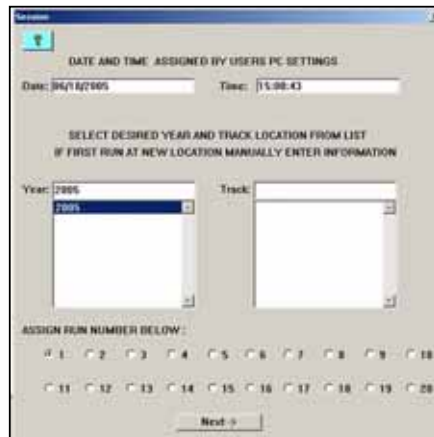 Session
?
DATE AND TIME ASSIGNED BY USERS PC SETTINGS
Date: 06/18/2005 Time: 15:08:43
SELECT DESIRED YEAR AND TRACK LOCATION FROM LIST
IF FIRST RUN AT NEW LOCATION MANUALLY ENTER INFORMATION
Year: 2005 Track:
2005
ASSIGN RUN NUMBER BELOW :
1 2 3 4 5 6 7 8 9 10
11 12 13 14 15 16 17 18 19 20
Next ->